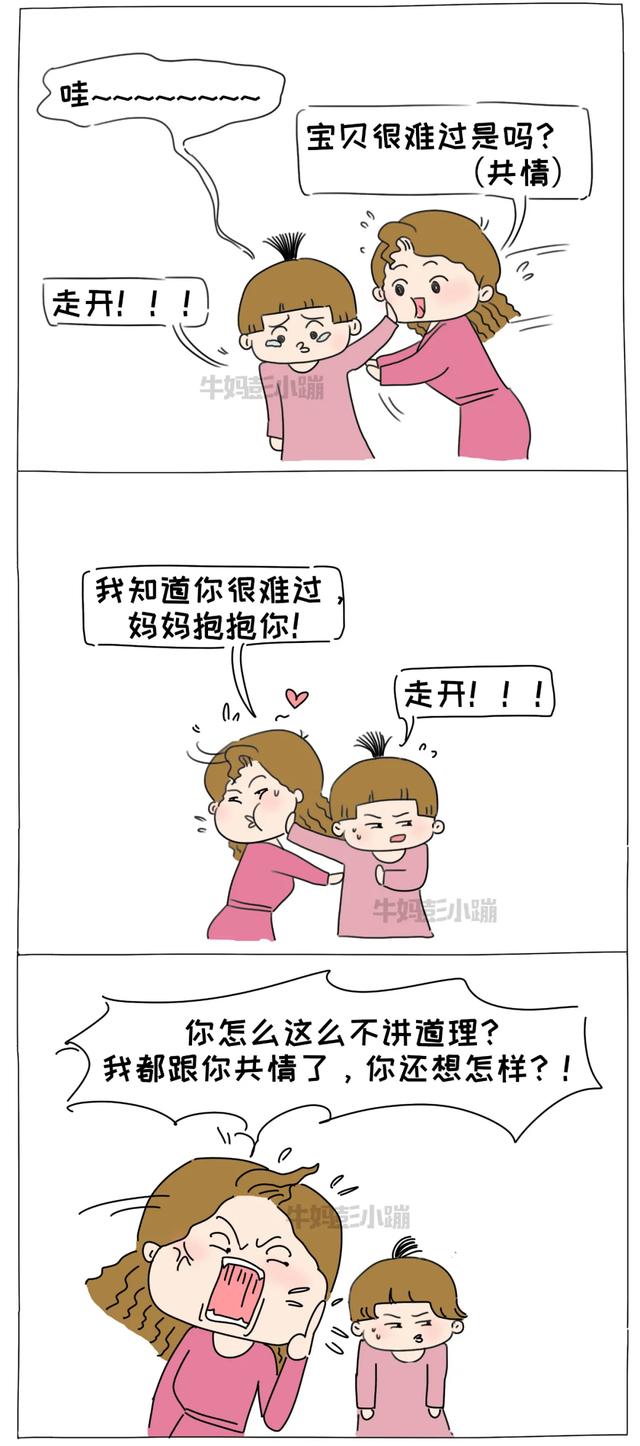 哇~~~~~~~~
宝贝很难过是吗？
（共情）
走开！！！
牛妈彭小蹦
我知道你很难过，
妈妈抱抱你！
走开！！！
牛妈彭小蹦
你怎么这么不讲道理？
我都跟你共情了，你还想怎样？！
牛妈彭小蹦